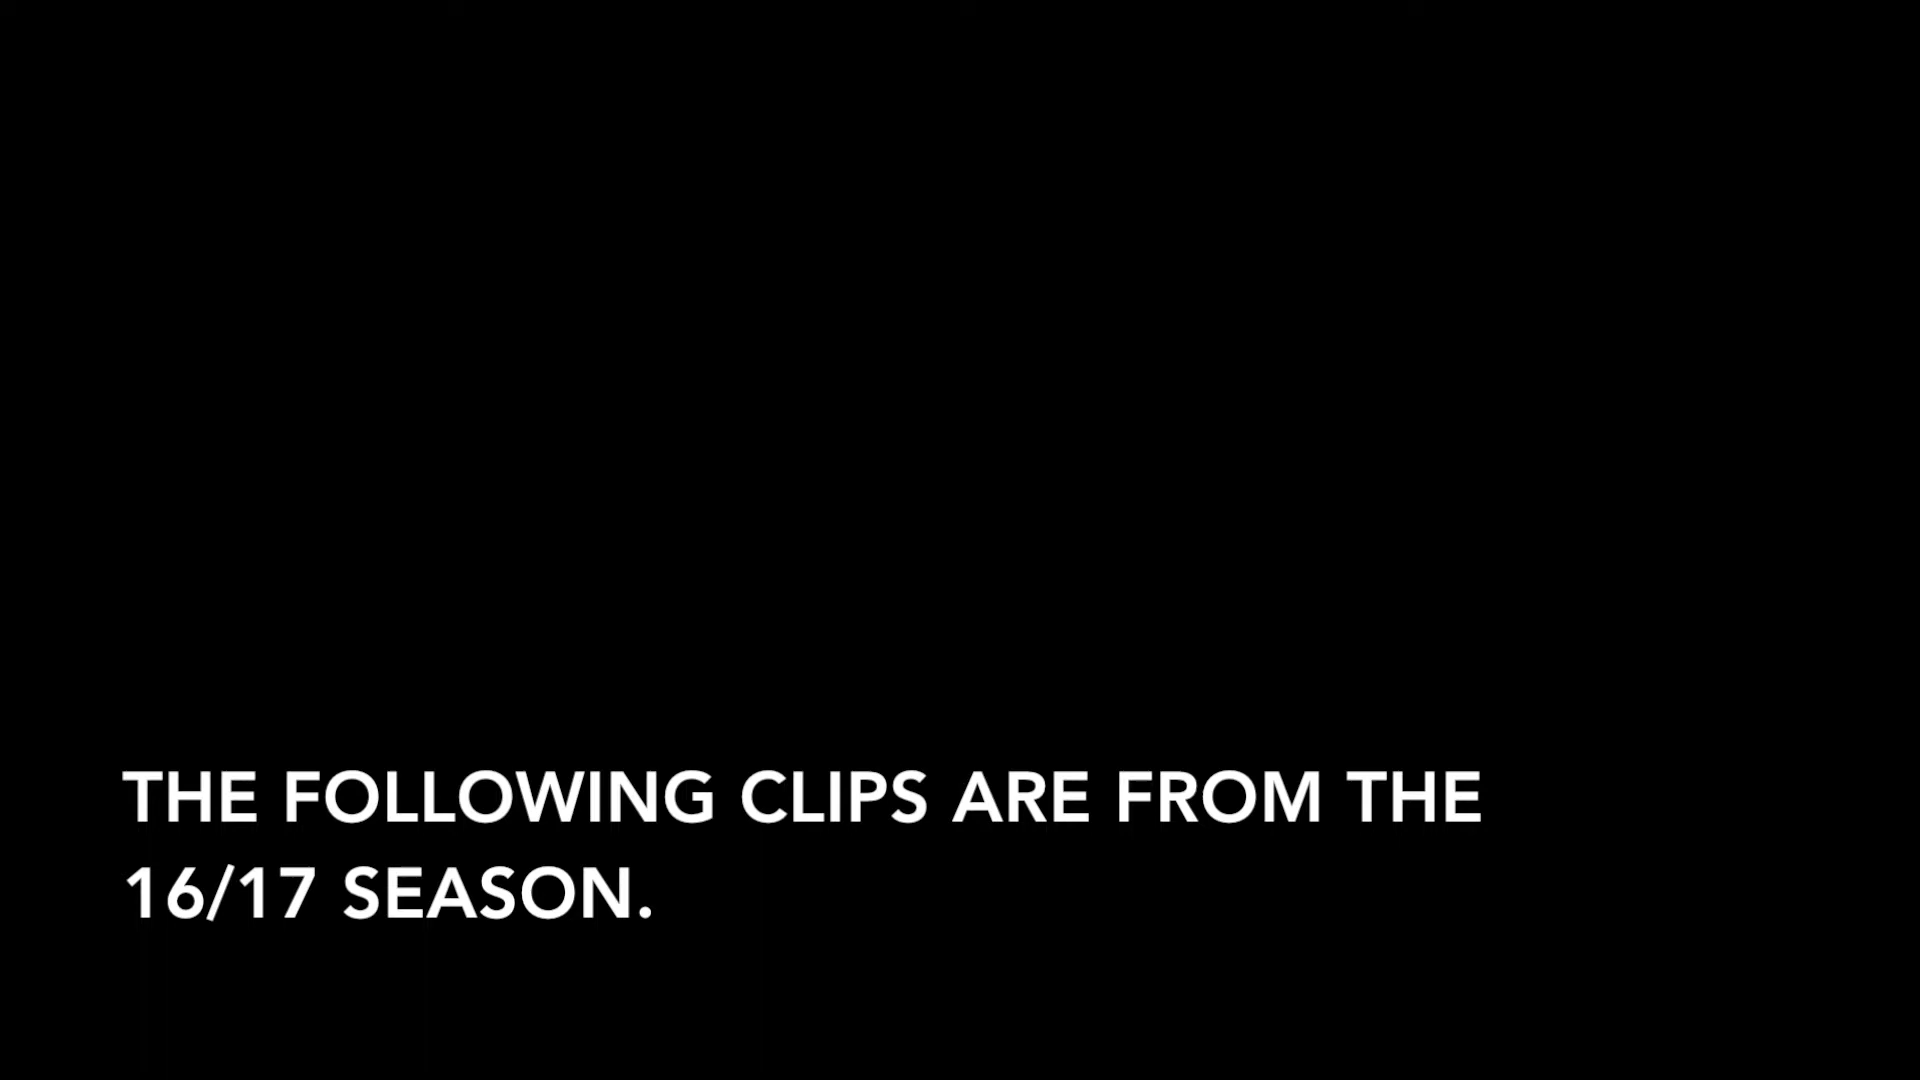 THE FOLLOWING CLIPS ARE FROM THE
16/17 SEASON.